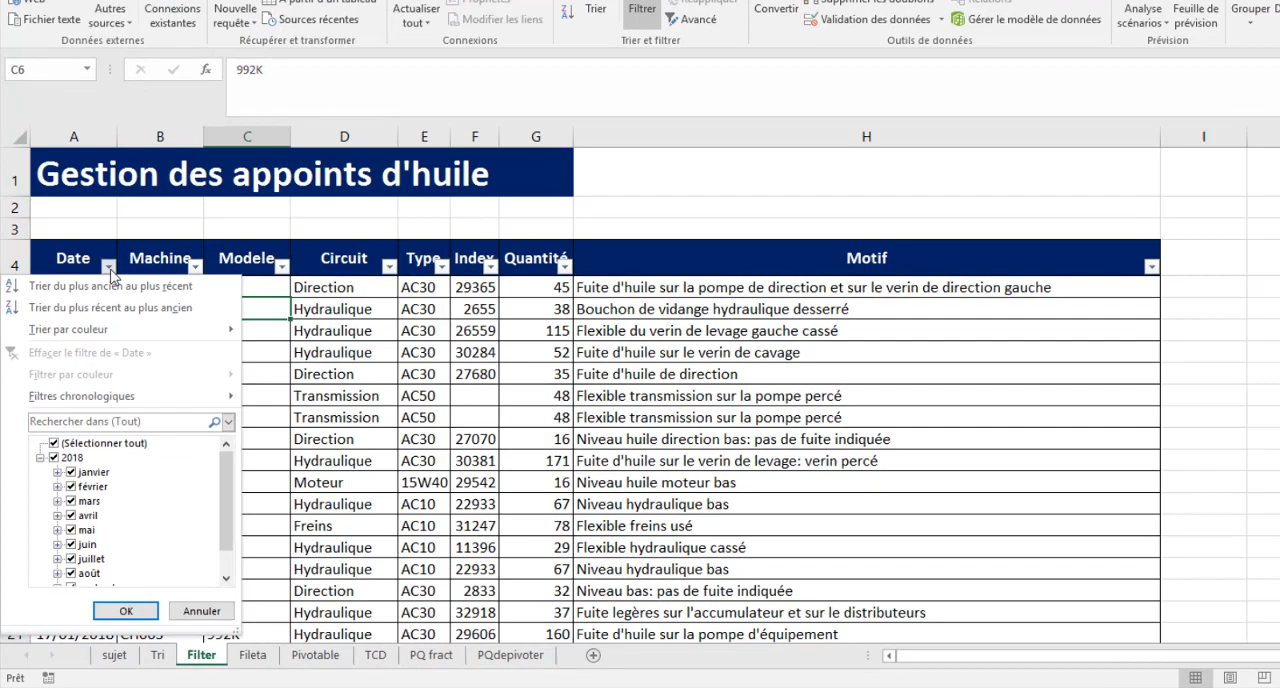 Fichier texte
Autres sources
Connexions existantes
Nouvelle requête
Sources récentes
Actualiser tout
Modifier les liens
Trier
Filtrer
Avancé
Convertir
Validation des données
Gérer le modèle de données
Analyse scénarios
Feuille de prévision
Grouper
Données externes
Récupérer et transformer
Connexions
Trier et filtrer
Outils de données
Prévision
C6
fx
992K
A B C D E F G H I
1 Gestion des appoints d'huile
2
3
4 Date Machine Modele Circuit Type Index Quantité Motif
Trier du plus ancien au plus récent
Trier du plus récent au plus ancien
Trier par couleur
Effacer le filtre de « Date »
Filtrer par couleur
Filtres chronologiques
Rechercher dans (Tout)
(Sélectionner tout)
2018
janvier
février
mars
avril
mai
juin
juillet
août
OK Annuler
Direction AC30 29365 45 Fuite d'huile sur la pompe de direction et sur le verin de direction gauche
Hydraulique AC30 2655 38 Bouchon de vidange hydraulique desserré
Hydraulique AC30 26559 115 Flexible du verin de levage gauche cassé
Hydraulique AC30 30284 52 Fuite d'huile sur le verin de cavage
Direction AC30 27680 35 Fuite d'huile de direction
Transmission AC50 48 Flexible transmission sur la pompe percé
Transmission AC50 48 Flexible transmission sur la pompe percé
Direction AC30 27070 16 Niveau huile direction bas: pas de fuite indiquée
Hydraulique AC30 30381 171 Fuite d'huile sur le verin de levage: verin percé
Moteur 15W40 29542 16 Niveau huile moteur bas
Hydraulique AC10 22933 67 Niveau hydraulique bas
Freins AC10 31247 78 Flexible freins usé
Hydraulique AC10 11396 29 Flexible hydraulique cassé
Hydraulique AC10 22933 67 Niveau hydraulique bas
Direction AC30 2833 32 Niveau bas: pas de fuite indiquée
Hydraulique AC30 32918 37 Fuite legères sur l'accumulateur et sur le distributeurs
Hydraulique AC30 29606 160 Fuite d'huile sur la pompe d'équipement
sujet Tri Filter Fileta Pivotable TCD PQ fract PQdepivoter
Prêt